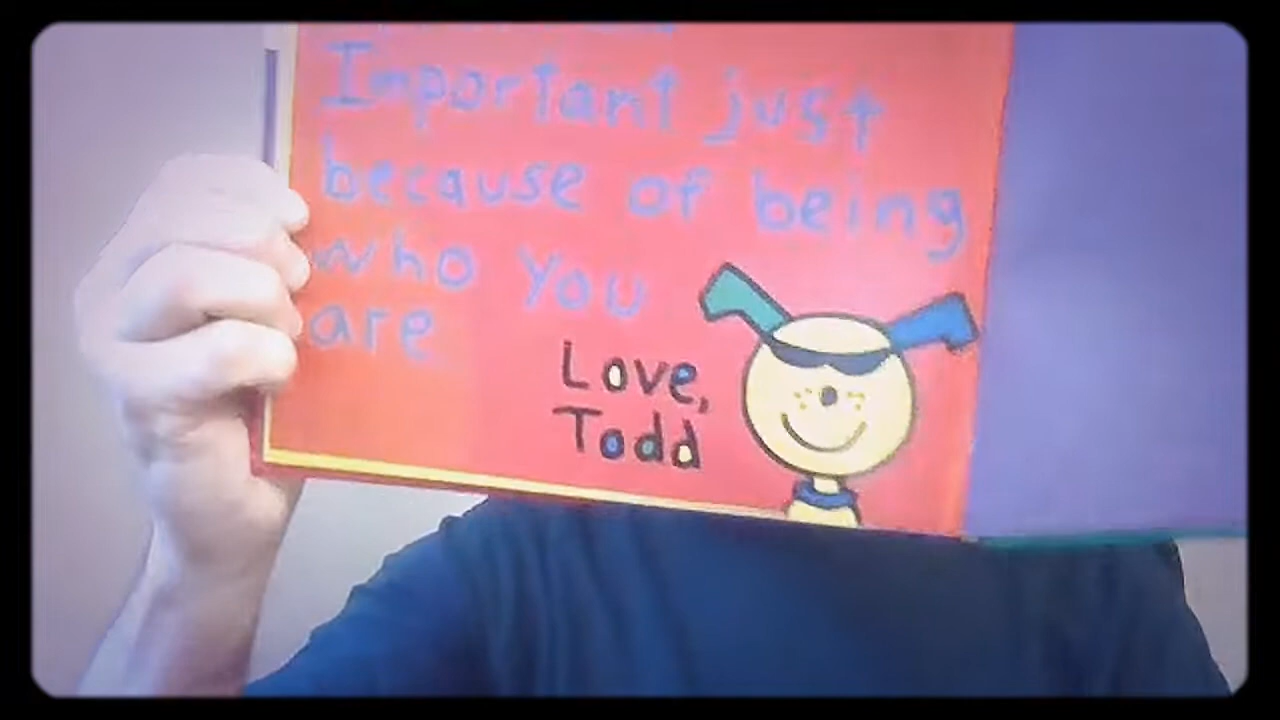 Important just
because of being
who you
are
Love,
Todd